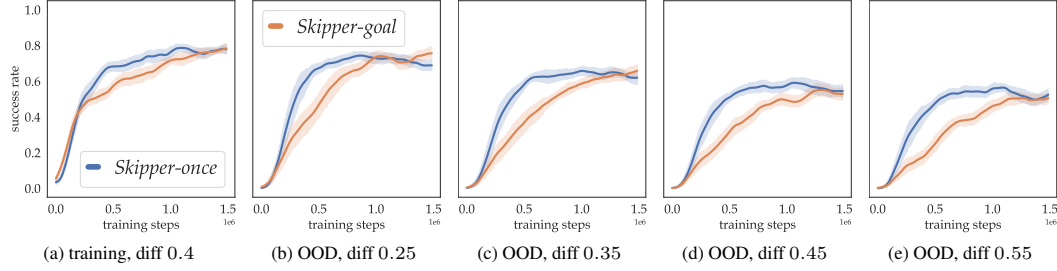 success rate
1.0
0.8
0.6
0.4
0.2
0.0
Skipper-once
0.0 0.5 1.0 1.5
training steps 1e6
(a) training, diff 0.4
Skipper-goal
0.0 0.5 1.0 1.5
training steps 1e6
(b) OOD, diff 0.25
0.0 0.5 1.0 1.5
training steps 1e6
(c) OOD, diff 0.35
0.0 0.5 1.0 1.5
training steps 1e6
(d) OOD, diff 0.45
0.0 0.5 1.0 1.5
training steps 1e6
(e) OOD, diff 0.55